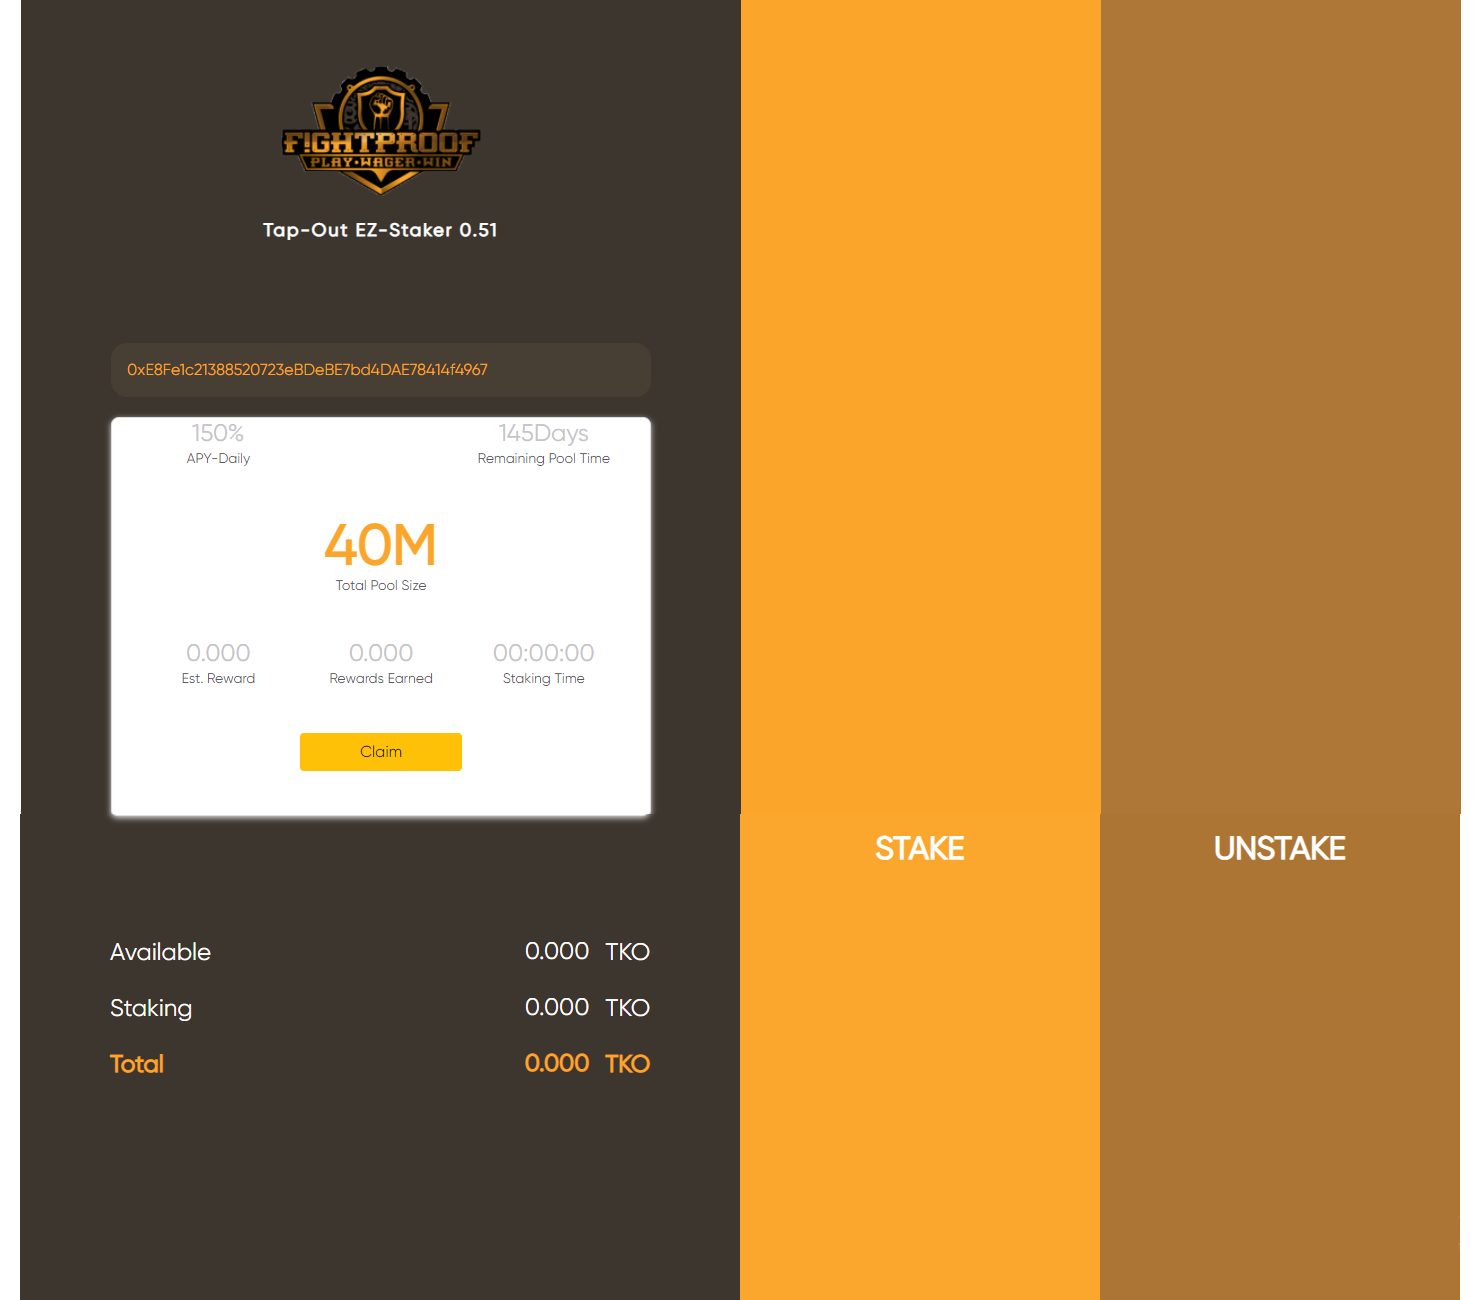 F!GHTPROOF
PLAY•WAGER•WIN
Tap-Out EZ-Staker 0.51
0xE8Fe1c21388520723eBDeBE7bd4DAE78414f4967
150%
APY-Daily
145Days
Remaining Pool Time
40M
Total Pool Size
0.000
Est. Reward
0.000
Rewards Earned
00:00:00
Staking Time
Claim
STAKE
UNSTAKE
Available 0.000 TKO
Staking 0.000 TKO
Total 0.000 TKO